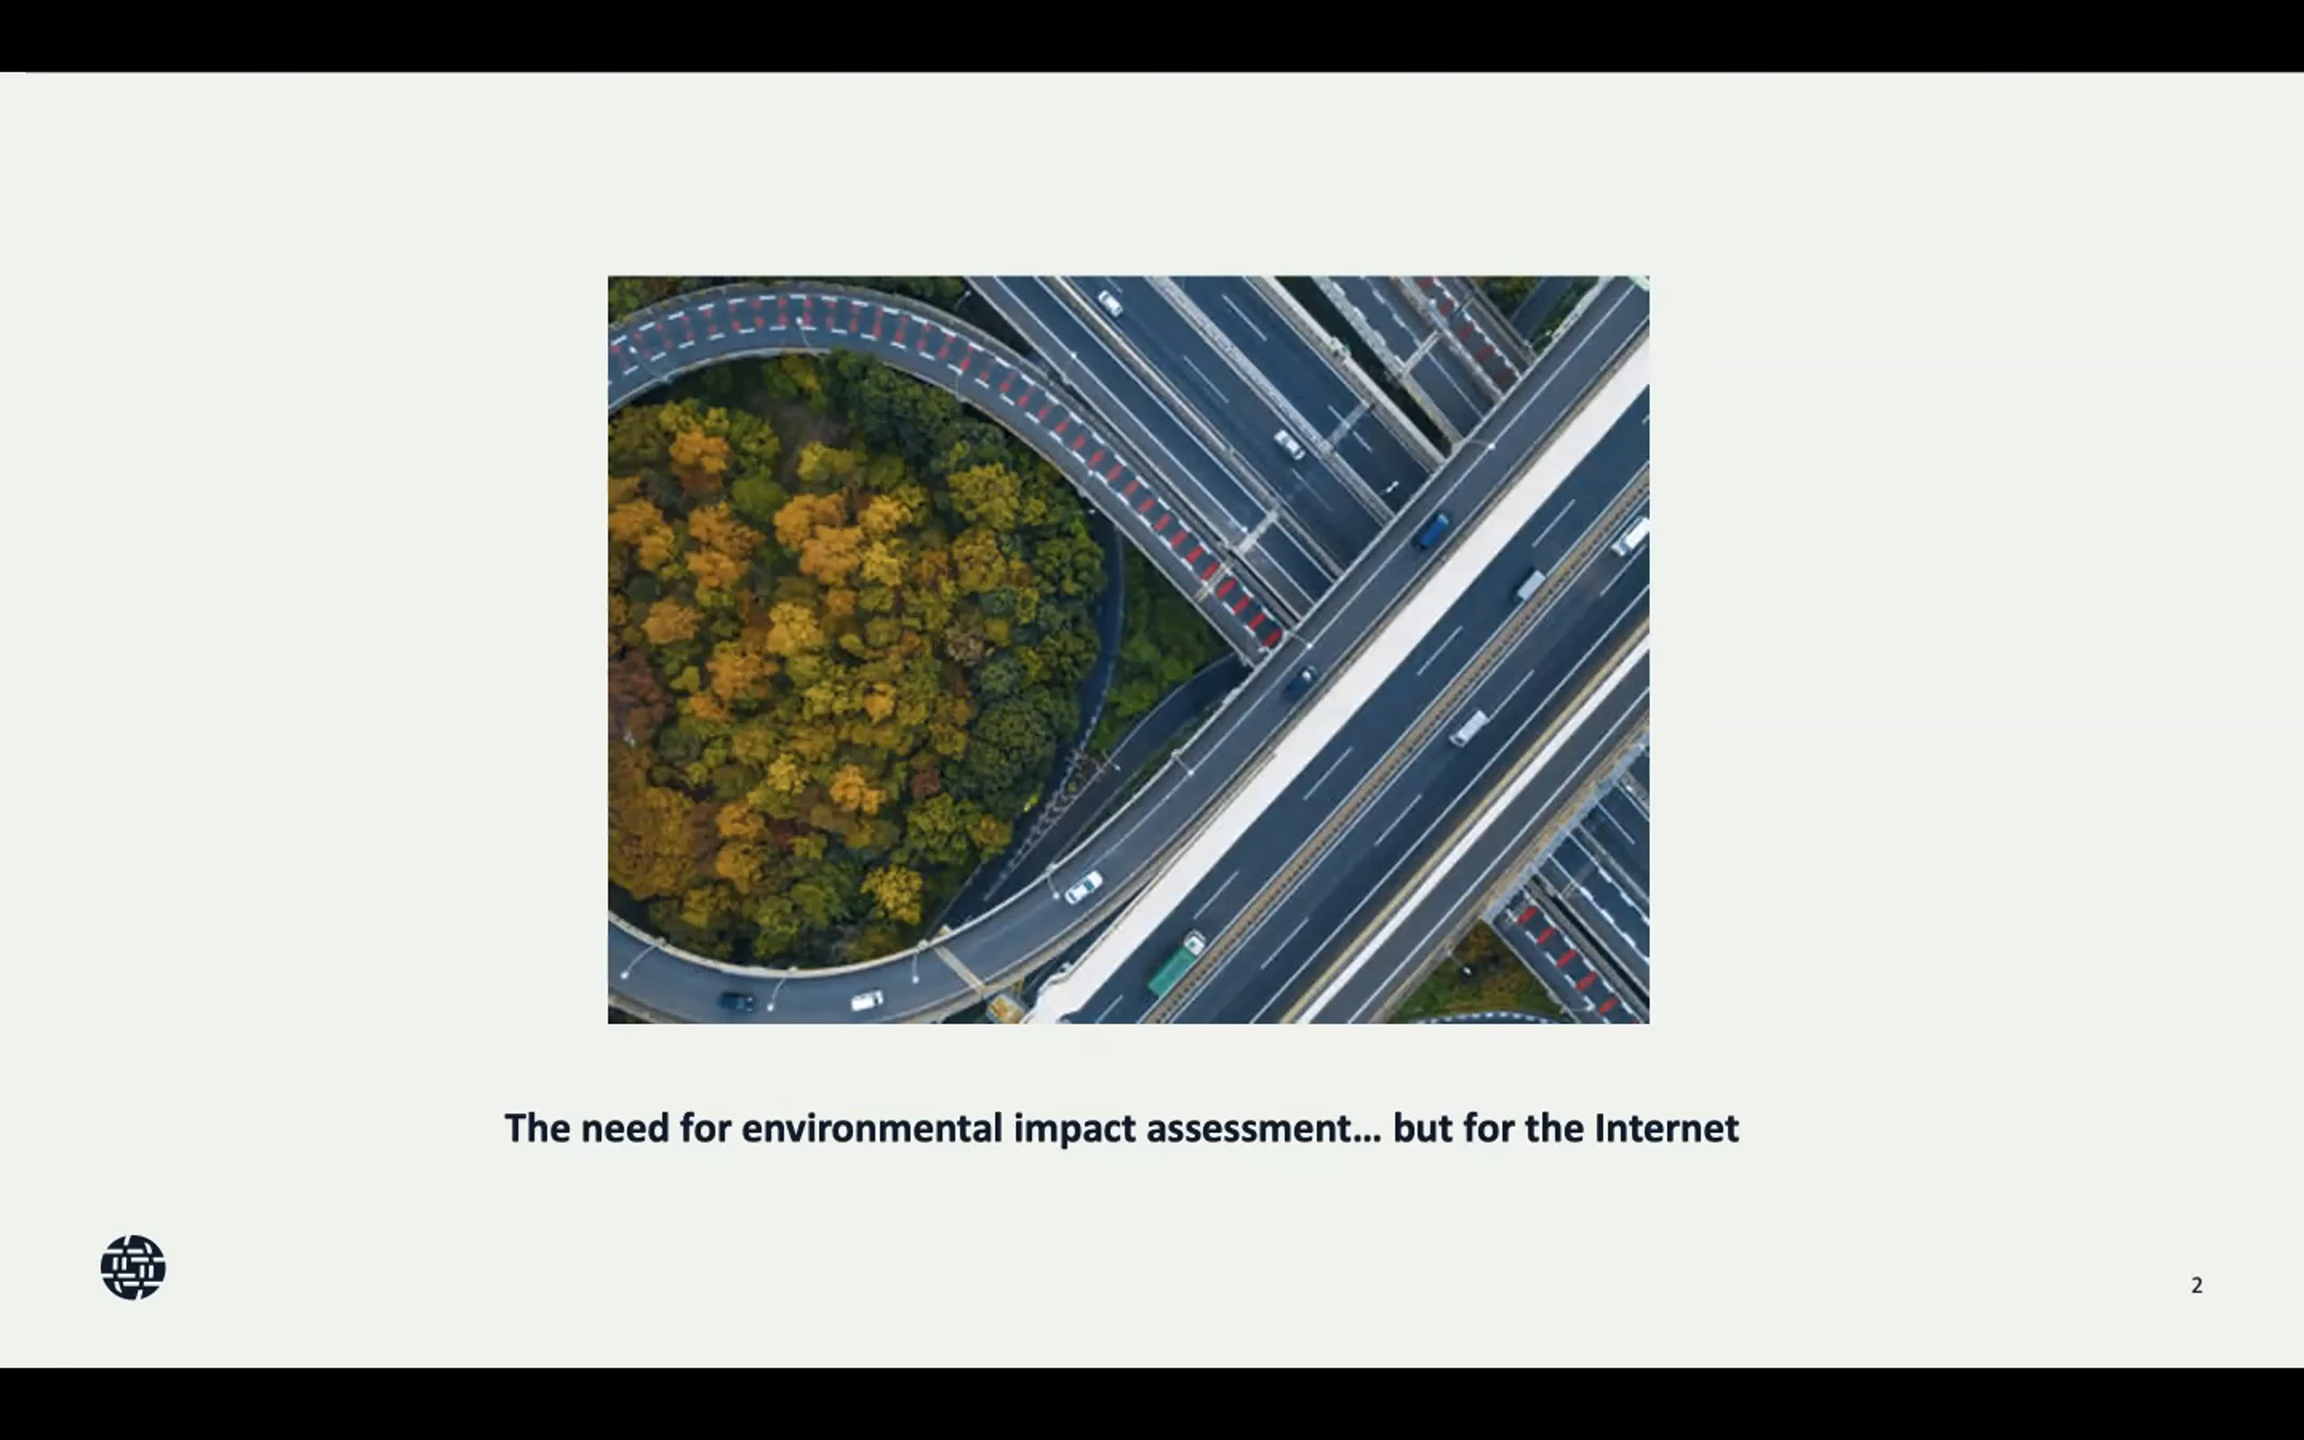 The need for environmental impact assessment... but for the Internet
2